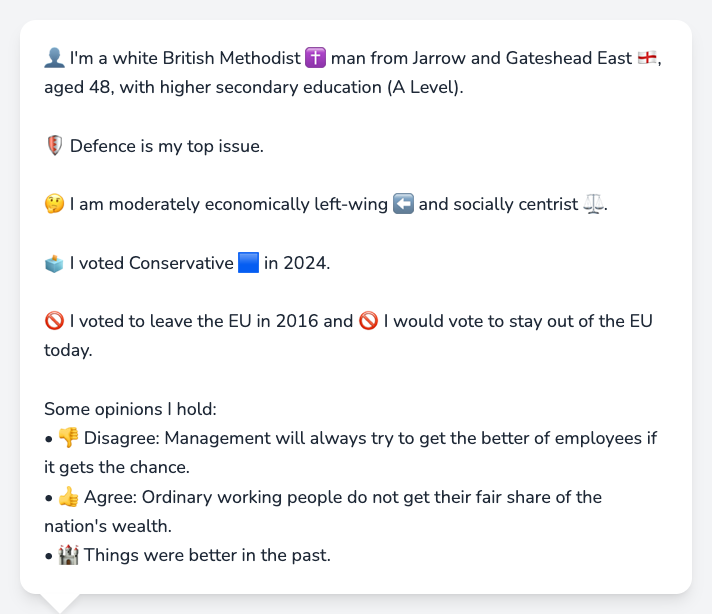 👤 I'm a white British Methodist ✝️ man from Jarrow and Gateshead East 🏴󠁧󠁢󠁥󠁮󠁧󠁿,
aged 48, with higher secondary education (A Level).
🛡️ Defence is my top issue.
🤔 I am moderately economically left-wing ⬅️ and socially centrist ⚖️.
🗳️ I voted Conservative 🟦 in 2024.
🚫 I voted to leave the EU in 2016 and 🚫 I would vote to stay out of the EU
today.
Some opinions I hold:
• 👎 Disagree: Management will always try to get the better of employees if
it gets the chance.
• 👍 Agree: Ordinary working people do not get their fair share of the
nation's wealth.
• 🏰 Things were better in the past.